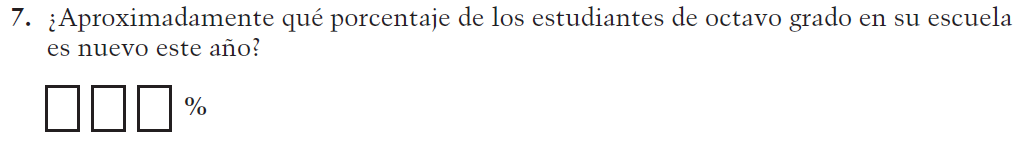 7. ¿Aproximadamente qué porcentaje de los estudiantes de octavo grado en su escuela
es nuevo este año?
%